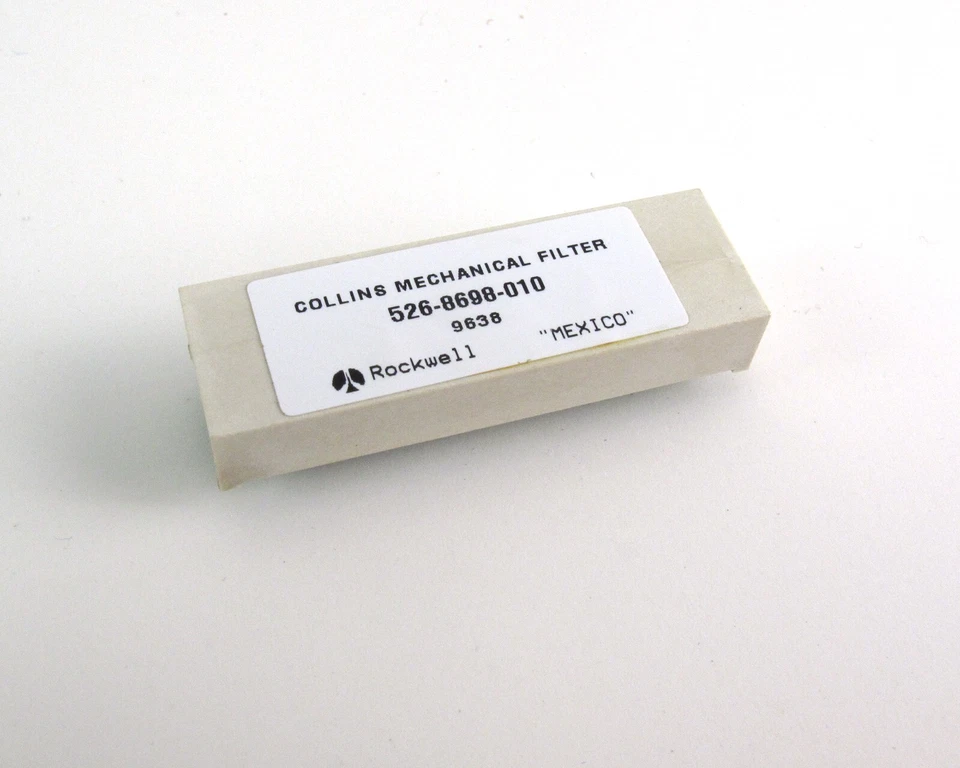 COLLINS MECHANICAL FILTER
526-8698-010
9638
Rockwell "MEXICO"